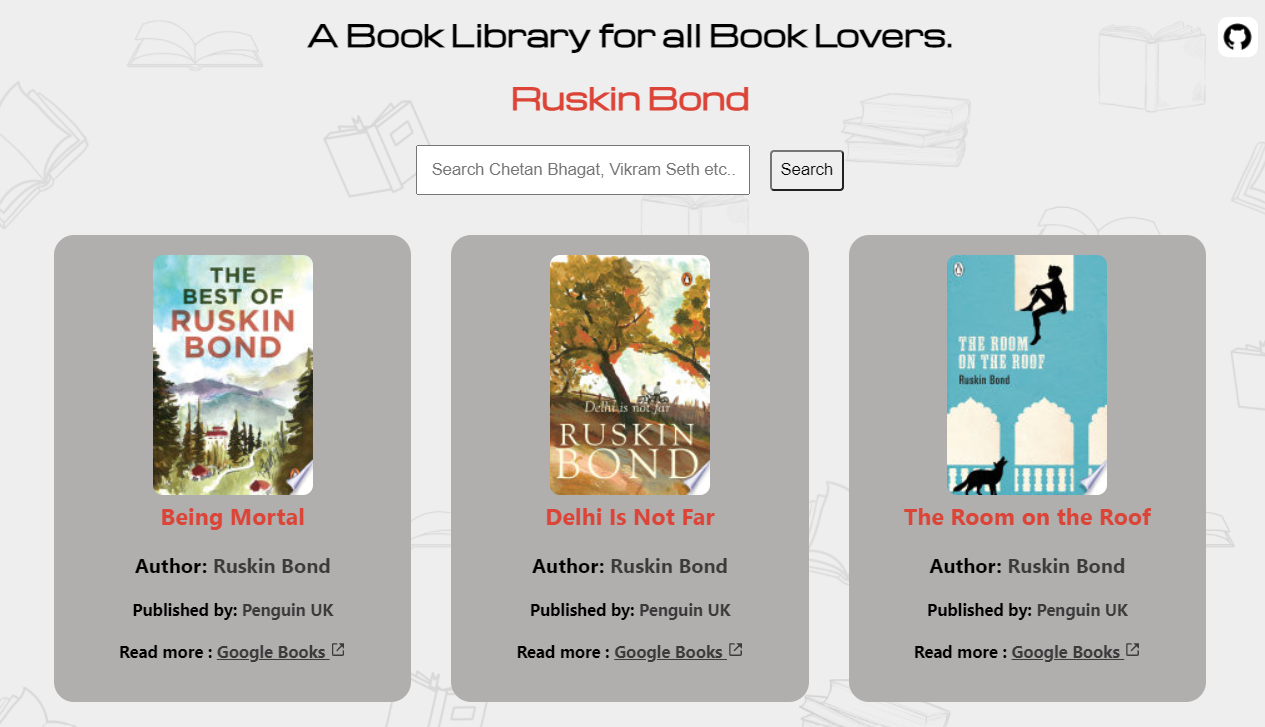 A Book Library for all Book Lovers.
Ruskin Bond
Search Chetan Bhagat, Vikram Seth etc..
Search
THE
BEST OF
RUSKIN
BOND
Being Mortal
Author: Ruskin Bond
Published by: Penguin UK
Read more : Google Books
Delhi is not far
RUSKIN
BOND
Delhi Is Not Far
Author: Ruskin Bond
Published by: Penguin UK
Read more : Google Books
THE ROOM
ON THE ROOF
Ruskin Bond
The Room on the Roof
Author: Ruskin Bond
Published by: Penguin UK
Read more : Google Books